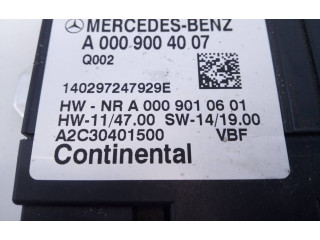 MERCEDES-BENZ
A 000 900 40 07
Q002
140297247929E
HW - NR A 000 901 06 01
HW-11/47.00 SW-14/19.00
A2C30401500 VBF
Continental